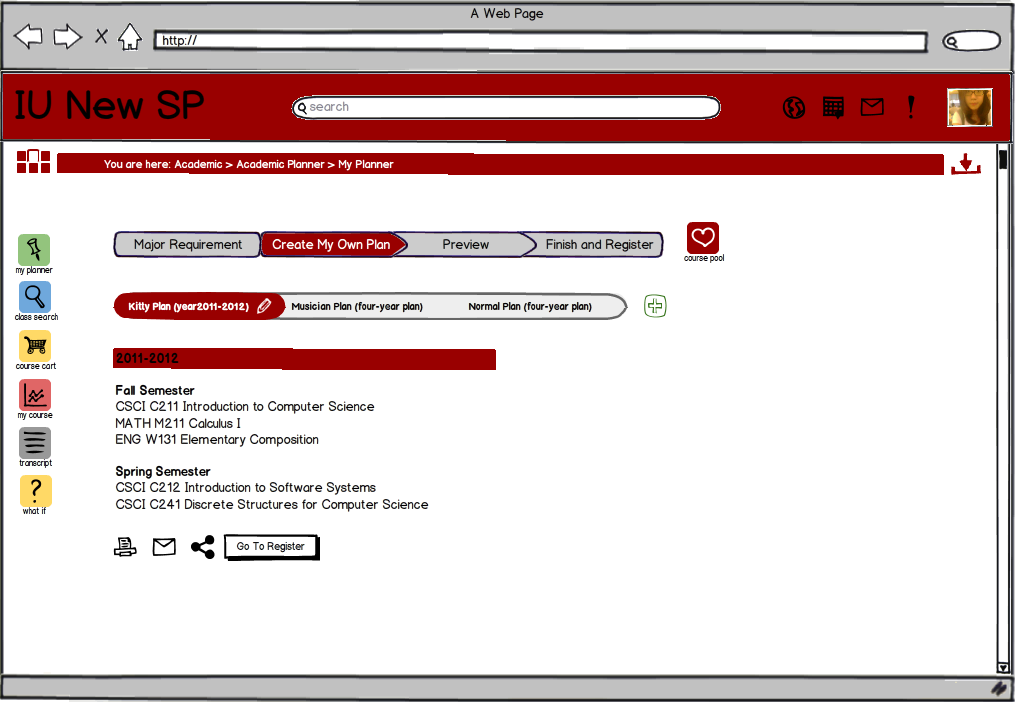 A Web Page
http://
IU New SP
search
You are here: Academic > Academic Planner > My Planner
Major Requirement
Create My Own Plan
Preview
Finish and Register
course pool
my planner
class search
course cart
my course
transcript
what if
Kitty Plan (year2011-2012)
Musician Plan (four-year plan)
Normal Plan (four-year plan)
2011-2012
Fall Semester
CSCI C211 Introduction to Computer Science
MATH M211 Calculus I
ENG W131 Elementary Composition
Spring Semester
CSCI C212 Introduction to Software Systems
CSCI C241 Discrete Structures for Computer Science
Go To Register